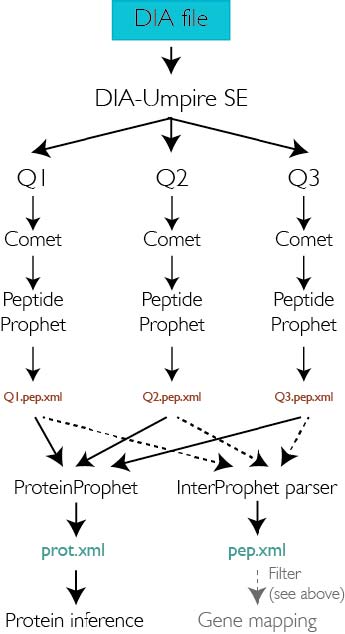 DIA file
DIA-Umpire SE
Q1 Q2 Q3
Comet Comet Comet
Peptide Peptide Peptide
Prophet Prophet Prophet
Q1.pep.xml Q2.pep.xml Q3.pep.xml
ProteinProphet InterProphet parser
prot.xml pep.xml
Filter
(see above)
Protein inference Gene mapping